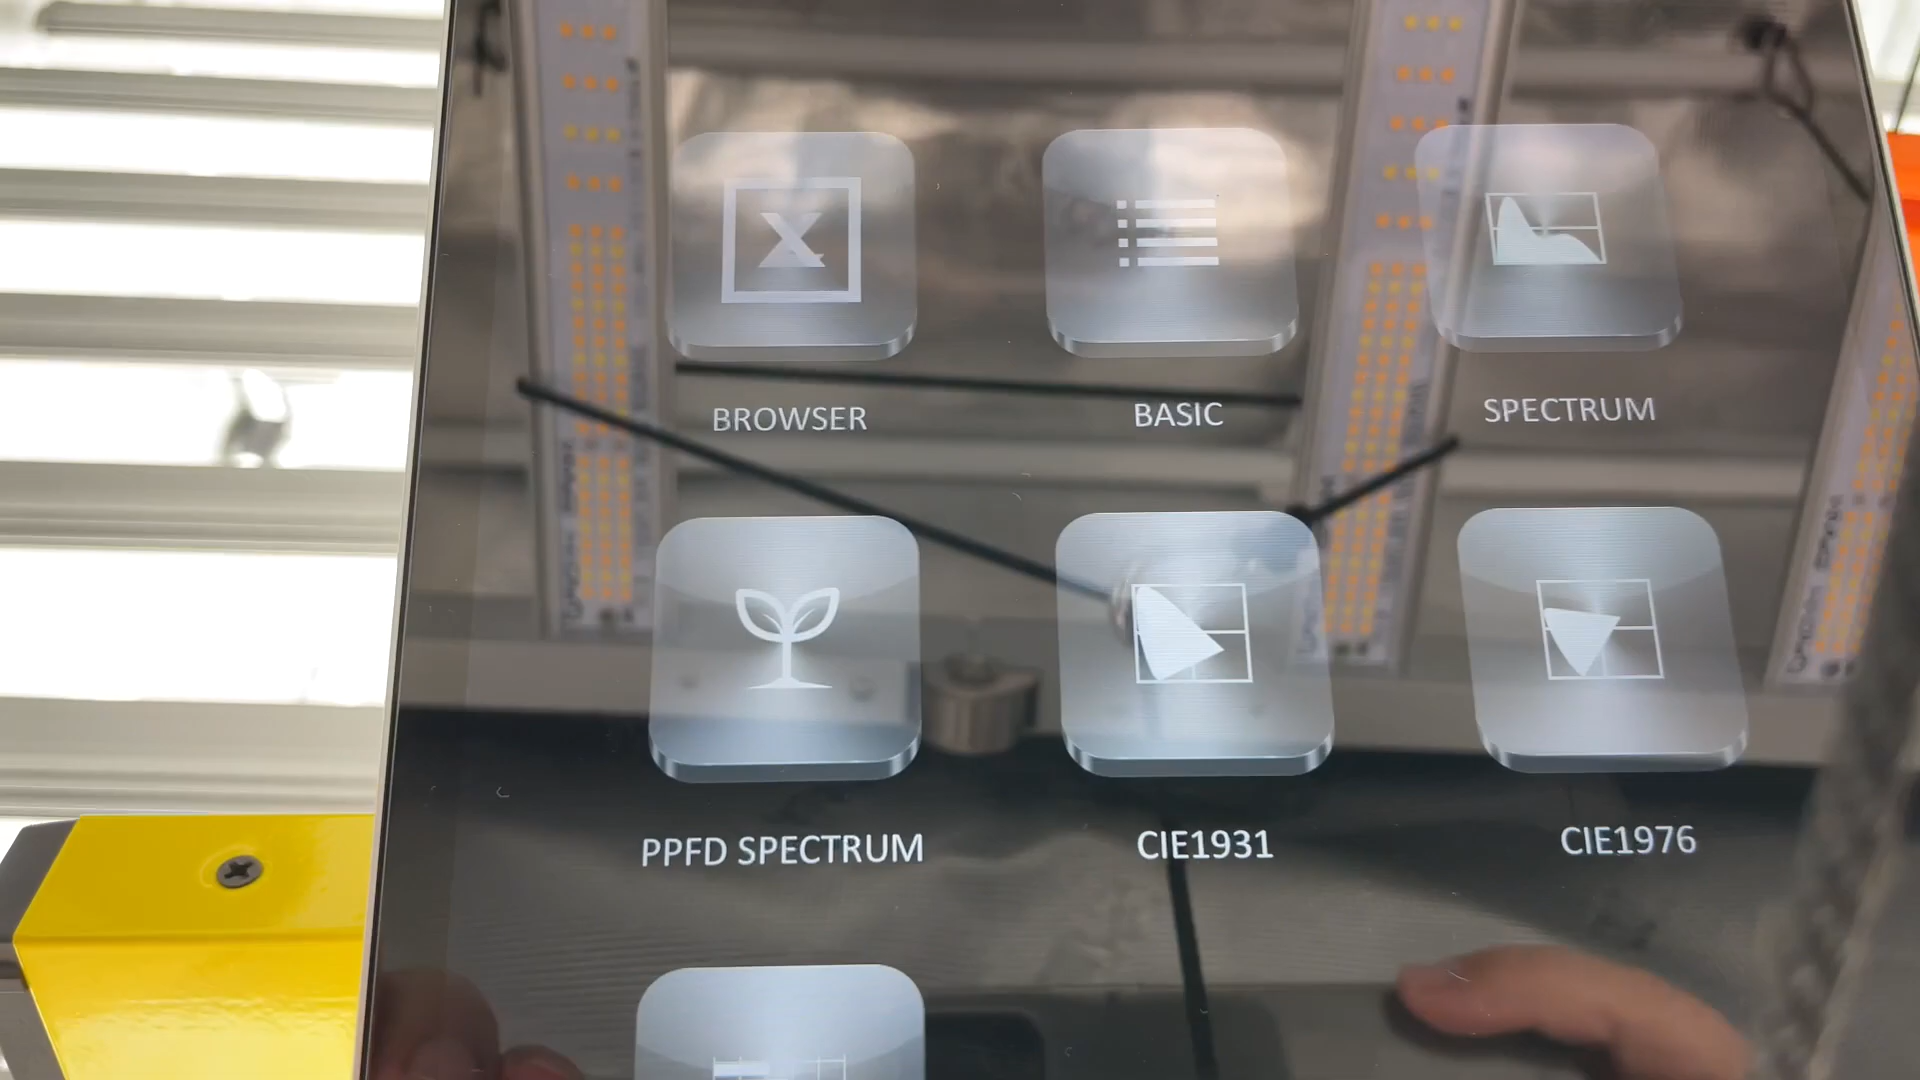 BROWSER
BASIC
SPECTRUM
PPFD SPECTRUM
CIE1931
CIE1976